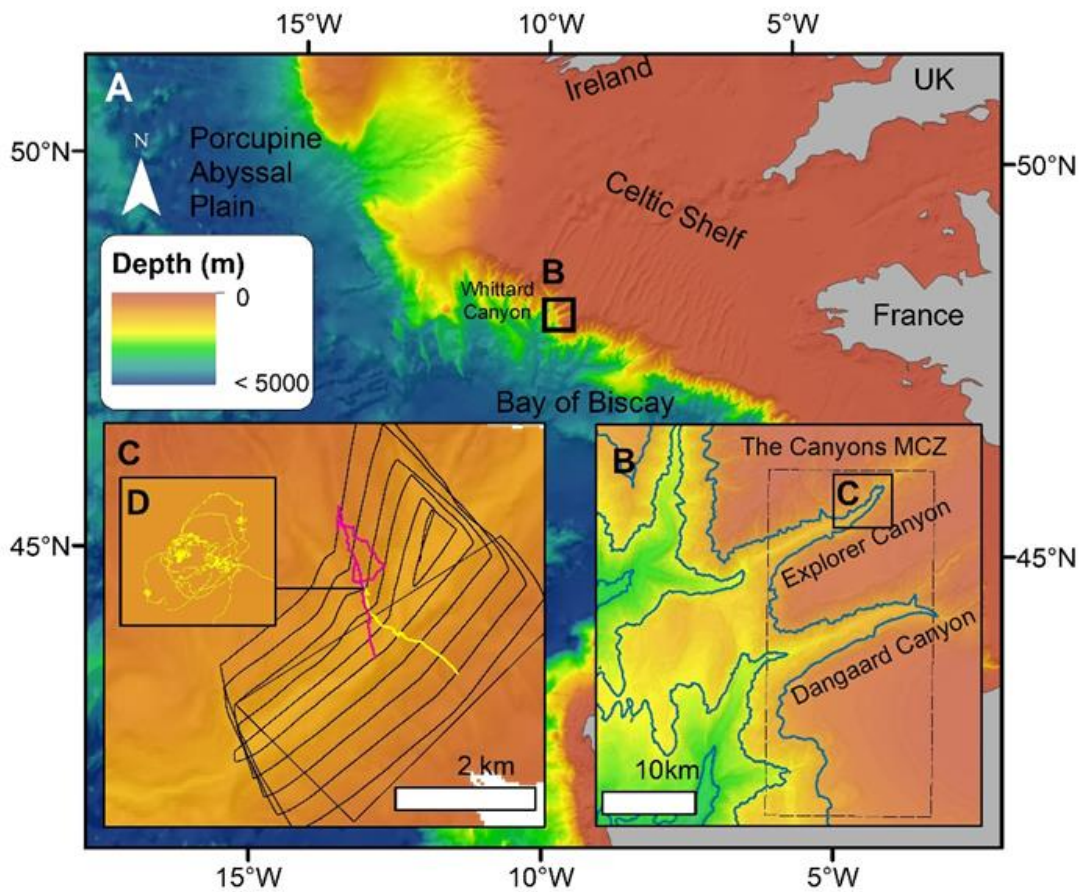 15°W 10°W 5°W
A
Ireland
UK
N
Porcupine
Abyssal
Plain
50°N
50°N
Celtic Shelf
Depth (m)
0
< 5000
B
Whittard
Canyon
France
Bay of Biscay
C
D
2 km
B
The Canyons MCZ
C
Explorer Canyon
Dangaard Canyon
10km
45°N
45°N
15°W 10°W 5°W